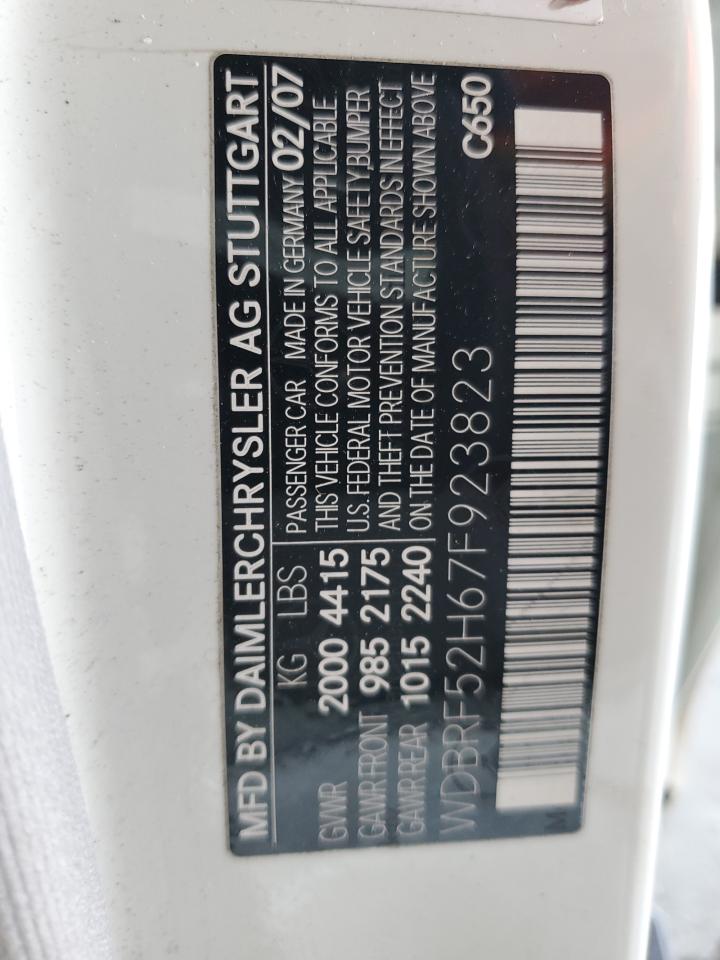 MFD BY DAIMLERCHRYSLER AG STUTTGART
KG LBS
GVWR 2000 4415
GAWR FRONT 985 2175
GAWR REAR 1015 2240
PASSENGER CAR MADE IN GERMANY 02/07
THIS VEHICLE CONFORMS TO ALL APPLICABLE
U.S. FEDERAL MOTOR VEHICLE SAFETY,BUMPER
AND THEFT PREVENTION STANDARDS IN EFFECT
ON THE DATE OF MANUFACTURE SHOWN ABOVE
WDBRF52H67F923823 C650
M